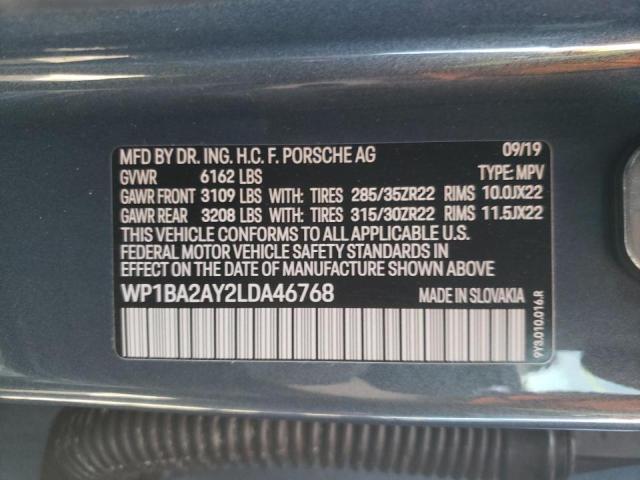 MFD BY DR. ING. H.C. F. PORSCHE AG 09/19
GVWR 6162 LBS TYPE: MPV
GAWR FRONT 3109 LBS WITH: TIRES 285/35ZR22 RIMS 10.0JX22
GAWR REAR 3208 LBS WITH: TIRES 315/30ZR22 RIMS 11.5JX22
THIS VEHICLE CONFORMS TO ALL APPLICABLE U.S.
FEDERAL MOTOR VEHICLE SAFETY STANDARDS IN
EFFECT ON THE DATE OF MANUFACTURE SHOWN ABOVE.
WP1BA2AY2LDA46768 MADE IN SLOVAKIA
9Y3.010.016.R